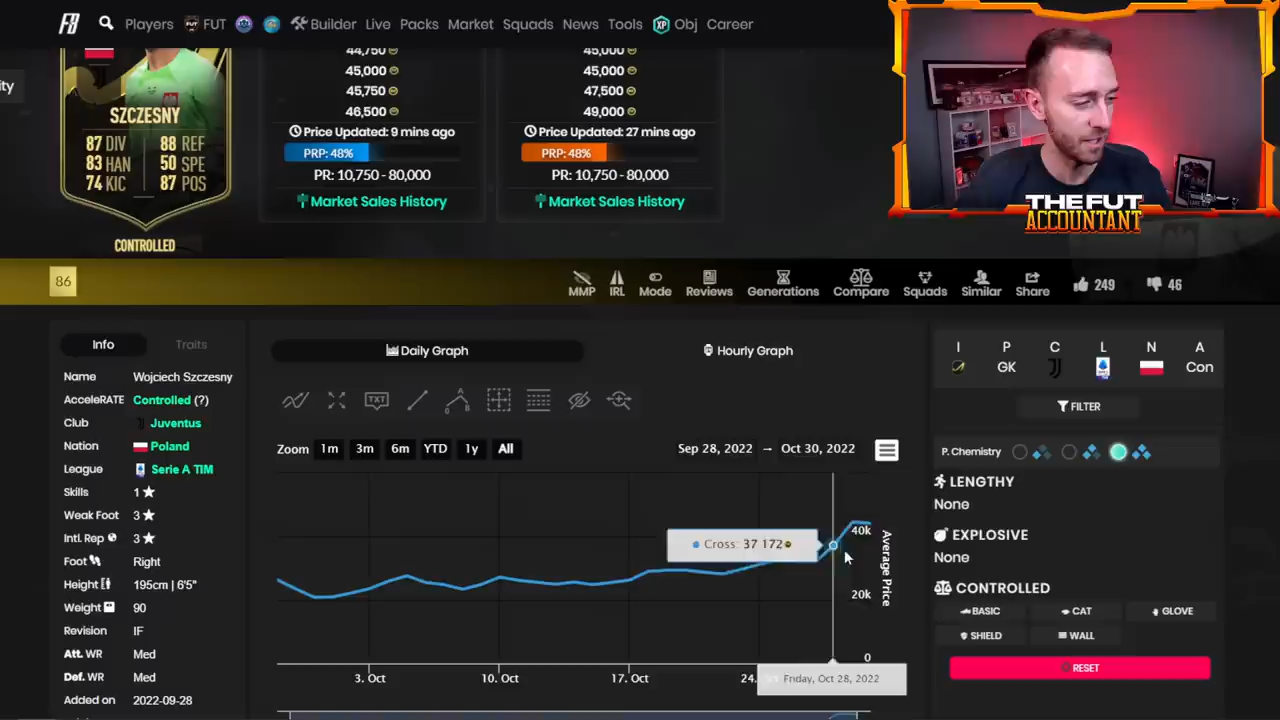 F8 Players FUT Builder Live Packs Market Squads News Tools XP Obj Career
ity
SZCZESNY
87 DIV 88 REF
83 HAN 50 SPE
74 KIC 87 POS
CONTROLLED
44,750
45,000
45,750
46,500
Price Updated: 9 mins ago
PRP: 48%
PR: 10,750 - 80,000
Market Sales History
45,000
45,000
47,500
49,000
Price Updated: 27 mins ago
PRP: 48%
PR: 10,750 - 80,000
Market Sales History
THE FUT
ACCOUNTANT
86
MMP IRL Mode Reviews Generations Compare Squads Similar Share 249 46
Info Traits
Name Wojciech Szczesny
AcceleRATE Controlled (?)
Club Juventus
Nation Poland
League Serie A TIM
Skills 1★
Weak Foot 3★
Intl. Rep 3★
Foot Right
Height 195cm | 6'5"
Weight 90
Revision IF
Att. WR Med
Def. WR Med
Added on 2022-09-28
Daily Graph Hourly Graph
TXT
Zoom 1m 3m 6m YTD 1y All Sep 28, 2022 → Oct 30, 2022
Cross: 37 172
40k
20k
0
Average Price
3. Oct 10. Oct 17. Oct 24.
Friday, Oct 28, 2022
I P C L N A
GK Con
FILTER
P. Chemistry
LENGTHY
None
EXPLOSIVE
None
CONTROLLED
BASIC CAT GLOVE
SHIELD WALL
RESET